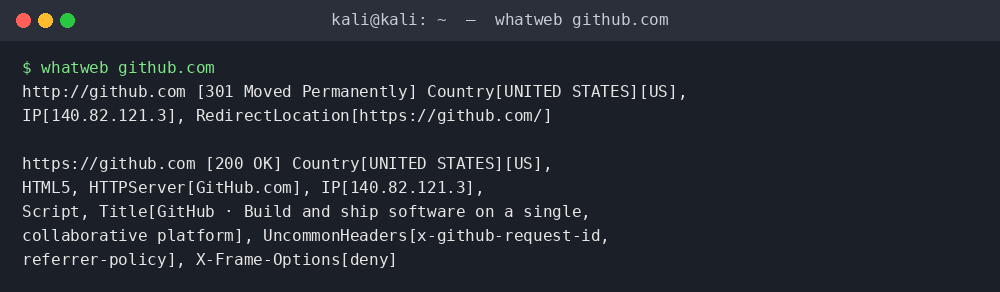 kali@kali: ~  —  whatweb github.com
$ whatweb github.com
http://github.com [301 Moved Permanently] Country[UNITED STATES][US],
IP[140.82.121.3], RedirectLocation[https://github.com/]
https://github.com [200 OK] Country[UNITED STATES][US],
HTML5, HTTPServer[GitHub.com], IP[140.82.121.3],
Script, Title[GitHub · Build and ship software on a single,
collaborative platform], UncommonHeaders[x-github-request-id,
referrer-policy], X-Frame-Options[deny]